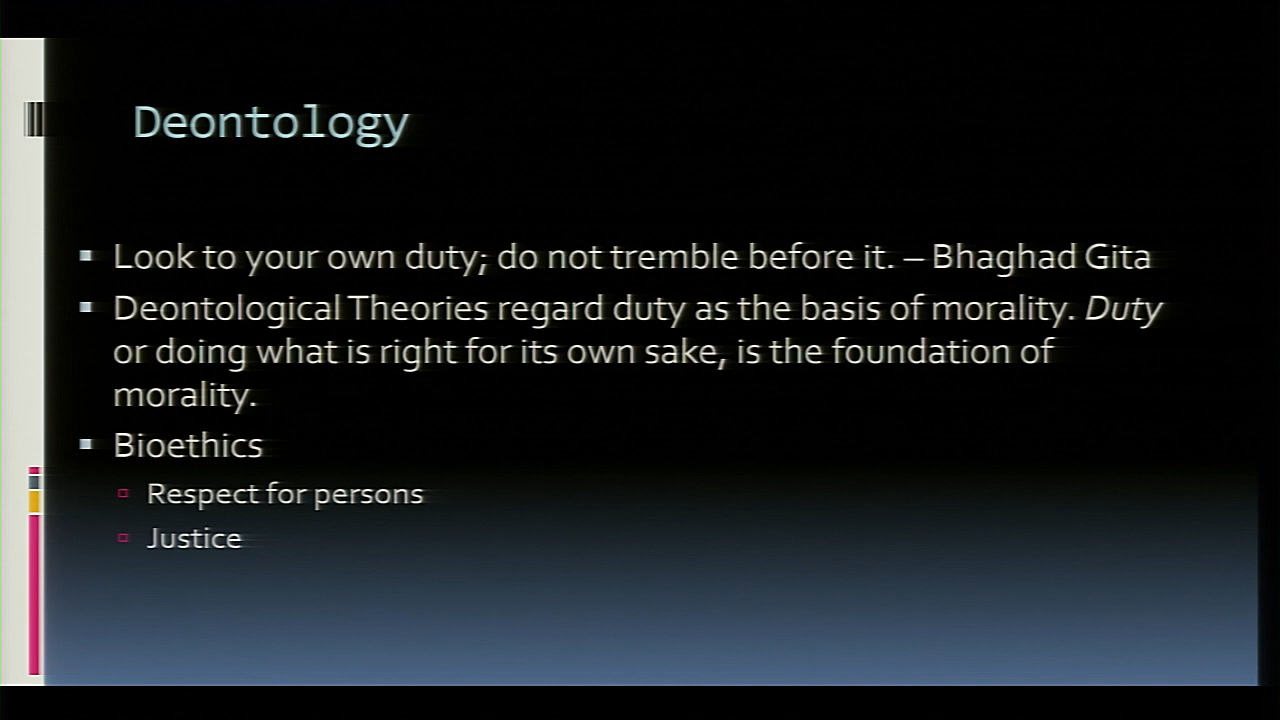 Deontology
Look to your own duty; do not tremble before it. – Bhaghad Gita
Deontological Theories regard duty as the basis of morality. Duty
or doing what is right for its own sake, is the foundation of
morality.
Bioethics
Respect for persons
Justice